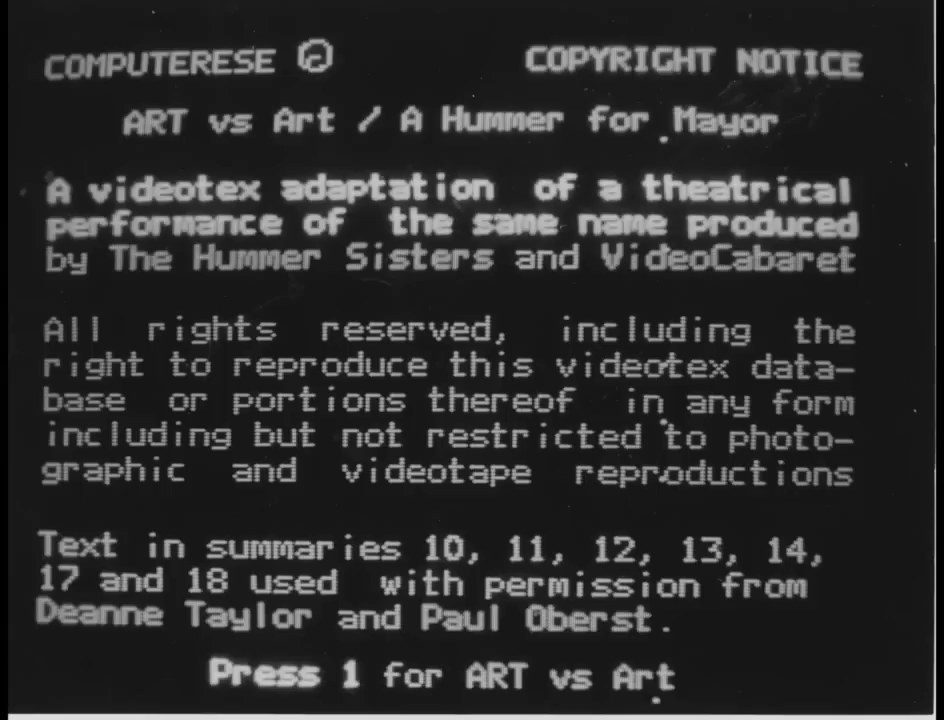 COMPUTERESE COPYRIGHT NOTICE
ART vs Art / A Hummer for Mayor
A videotex adaptation of a theatrical
performance of the same name produced
by The Hummer Sisters and VideoCabaret
All rights reserved, including the
right to reproduce this videotex data-
base or portions thereof in any form
including but not restricted to photo-
graphic and videotape reproductions
Text in summaries 10, 11, 12, 13, 14,
17 and 18 used with permission from
Deanne Taylor and Paul Oberst.
Press 1 for ART vs Art